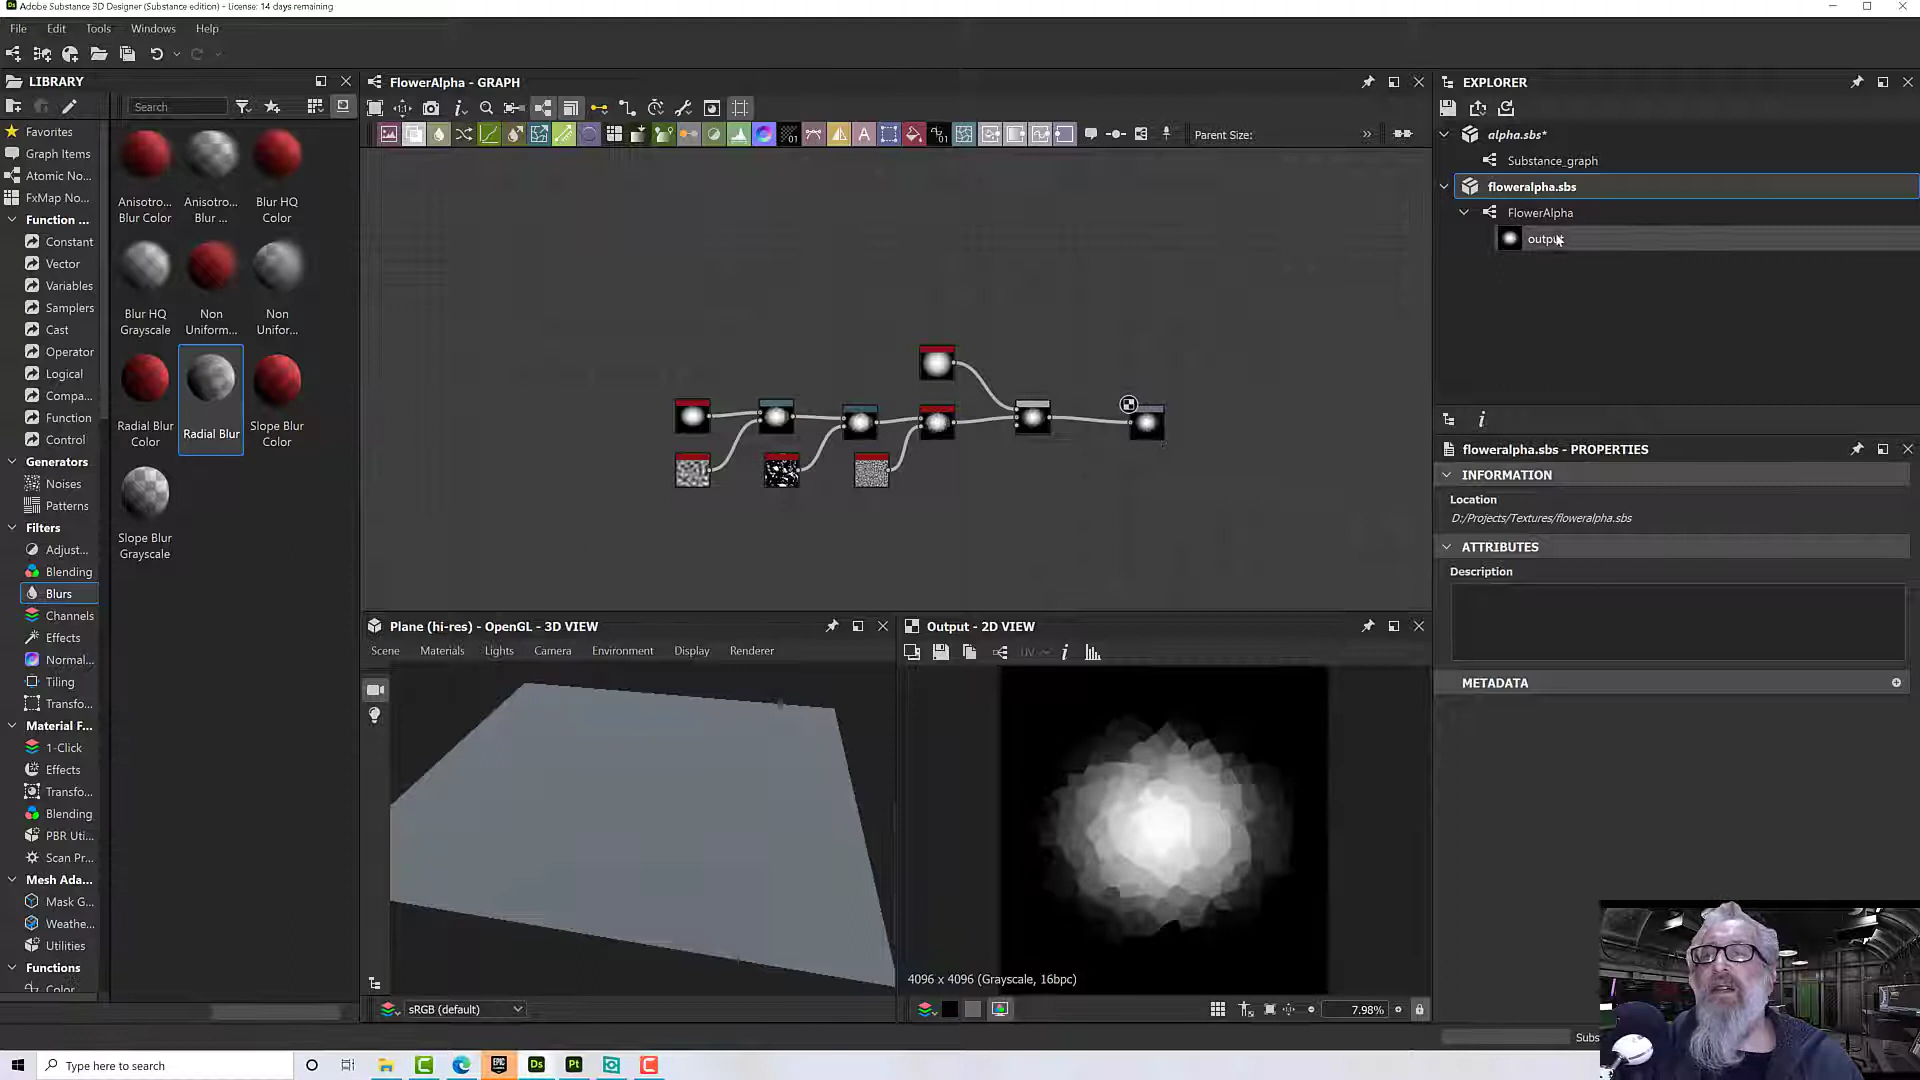 Adobe Substance 3D Designer (Substance edition) - License: 14 days remaining
File Edit Tools Windows Help
LIBRARY
Search
Favorites
Graph Items
Atomic No...
FxMap No...
Function ...
Constant
Vector
Variables
Samplers
Cast
Operator
Logical
Compa...
Function
Control
Generators
Noises
Patterns
Filters
Adjust...
Blending
Blurs
Channels
Effects
Normal...
Tiling
Transfo...
Material F...
1-Click
Effects
Transfo...
Blending
PBR Uti...
Scan Pr...
Mesh Ada...
Mask G...
Weathe...
Utilities
Functions
Color
Anisotro...
Blur Color
Anisotro...
Blur ...
Blur HQ
Color
Blur HQ
Grayscale
Non
Uniform...
Non
Unifor...
Radial Blur
Color
Radial Blur
Slope Blur
Color
Slope Blur
Grayscale
FlowerAlpha - GRAPH
Parent Size:
Plane (hi-res) - OpenGL - 3D VIEW
Scene Materials Lights Camera Environment Display Renderer
sRGB (default)
Output - 2D VIEW
UV
4096 x 4096 (Grayscale, 16bpc)
7.98%
EXPLORER
alpha.sbs*
Substance_graph
floweralpha.sbs
FlowerAlpha
output
floweralpha.sbs - PROPERTIES
INFORMATION
Location
D:/Projects/Textures/floweralpha.sbs
ATTRIBUTES
Description
METADATA
Subs
Type here to search
EPIC
Ds
Pt